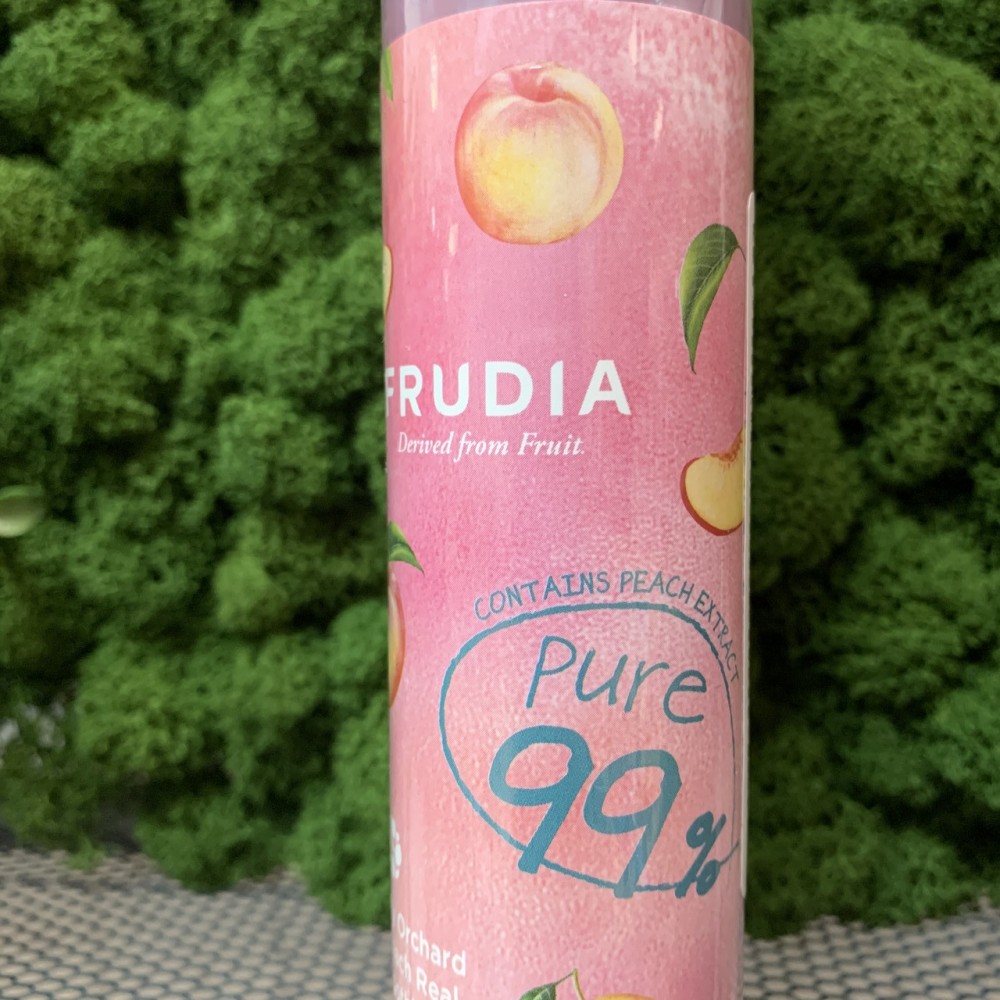 FRUDIA
Derived from Fruit.
CONTAINS PEACH EXTRACT
Pure
99%
Orchard
Real